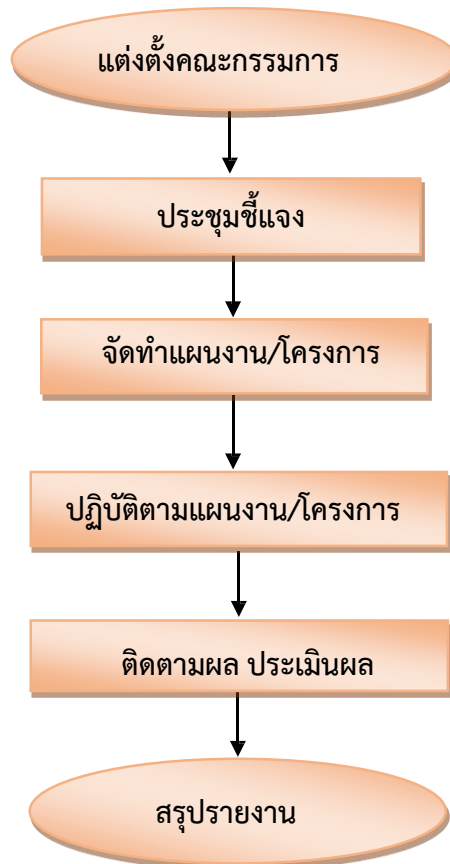 แต่งตั้งคณะกรรมการ
ประชุมชี้แจง
จัดทำแผนงาน/โครงการ
ปฏิบัติตามแผนงาน/โครงการ
ติดตามผล ประเมินผล
สรุปรายงาน